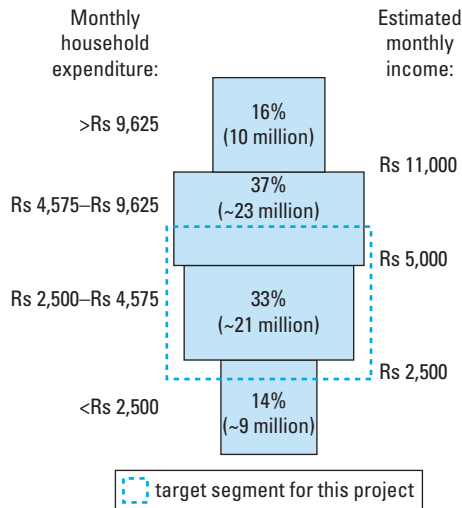 Monthly
household
expenditure:
Estimated
monthly
income:
>Rs 9,625
16%
(10 million)
Rs 11,000
Rs 4,575–Rs 9,625
37%
(~23 million)
Rs 5,000
Rs 2,500–Rs 4,575
33%
(~21 million)
Rs 2,500
<Rs 2,500
14%
(~9 million)
target segment for this project